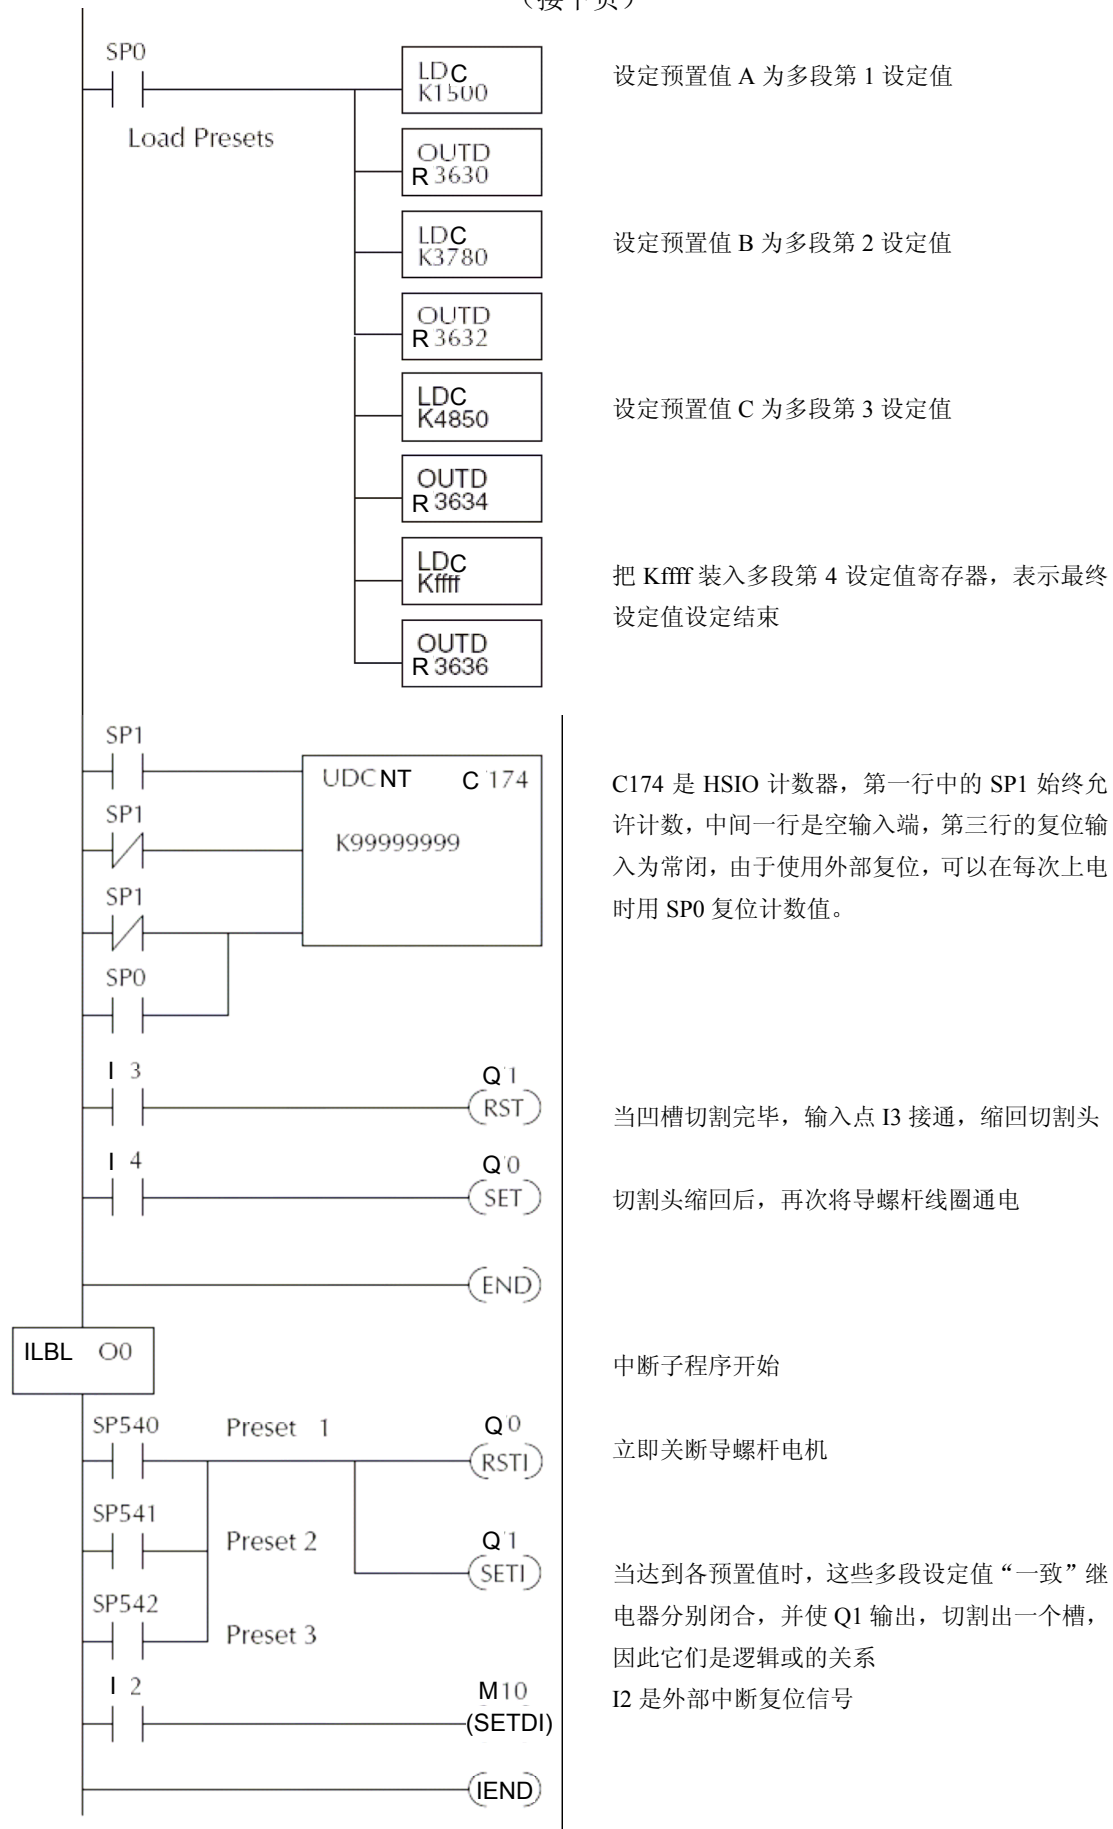 （接下页）
SP0
LDC
K1500
设定预置值 A 为多段第 1 设定值
Load Presets
OUTD
R 3630
LDC
K3780
设定预置值 B 为多段第 2 设定值
OUTD
R 3632
LDC
K4850
设定预置值 C 为多段第 3 设定值
OUTD
R 3634
LDC
Kffff
把 Kffff 装入多段第 4 设定值寄存器，表示最终
设定值设定结束
OUTD
R 3636
SP1
UDCNT C 174
K99999999
SP1
SP1
SP0
C174 是 HSIO 计数器，第一行中的 SP1 始终允
许计数，中间一行是空输入端，第三行的复位输
入为常闭，由于使用外部复位，可以在每次上电
时用 SP0 复位计数值。
I 3
Q 1
RST
当凹槽切割完毕，输入点 I3 接通，缩回切割头
I 4
Q 0
SET
切割头缩回后，再次将导螺杆线圈通电
END
ILBL O0
中断子程序开始
SP540
Preset 1
Q 0
RSTI
立即关断导螺杆电机
SP541
Preset 2
Q 1
SETI
SP542
Preset 3
当达到各预置值时，这些多段设定值“一致”继
电器分别闭合，并使 Q1 输出，切割出一个槽，
因此它们是逻辑或的关系
I 2
M10
(SETDI)
I2 是外部中断复位信号
IEND